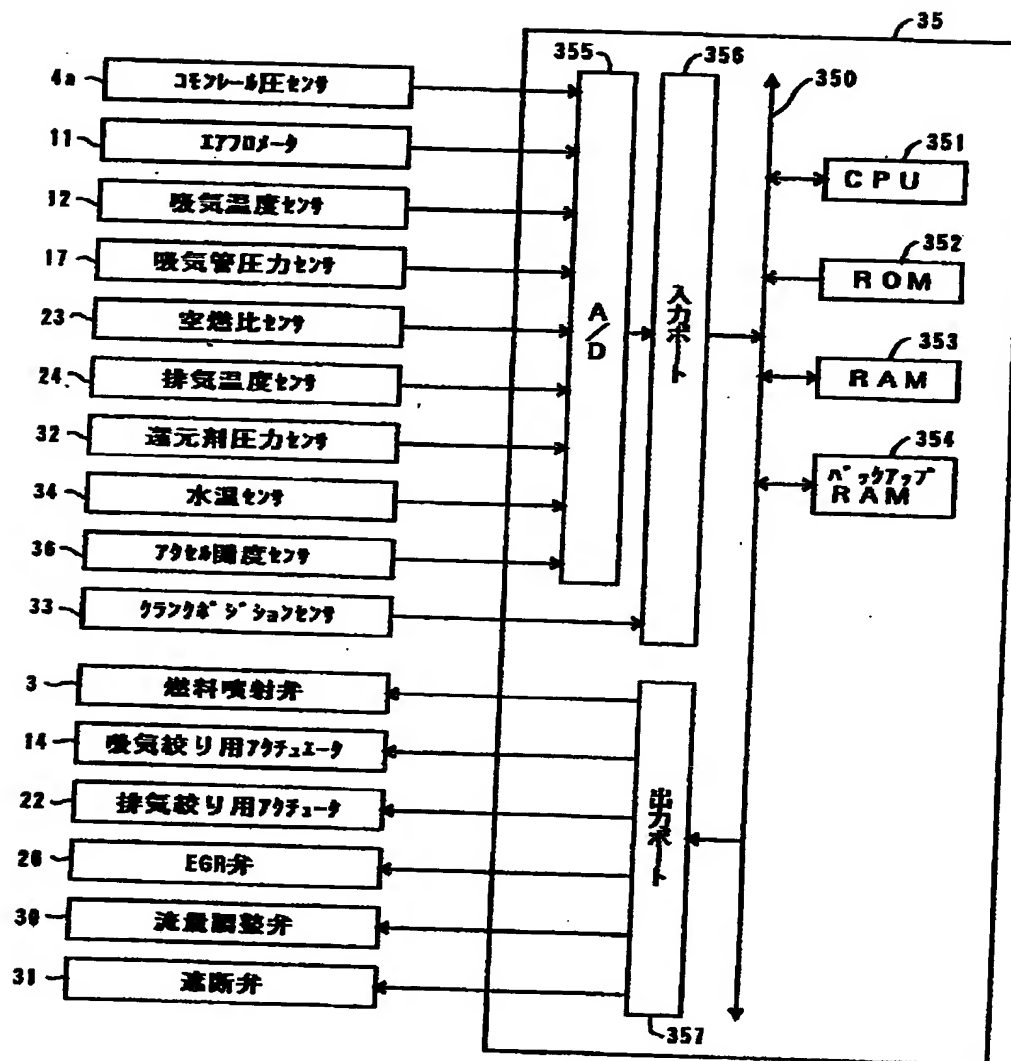 35
355
356
350
4a
コモンレール圧センサ
11
エアフロメータ
12
吸気温度センサ
17
吸気管圧力センサ
23
空燃比センサ
24
排気温度センサ
32
還元剤圧力センサ
34
水温センサ
36
アクセル開度センサ
33
クランクポジションセンサ
A/D
入力ポート
351
CPU
352
ROM
353
RAM
354
バックアップ
RAM
3
燃料噴射弁
14
吸気絞り用アクチュエータ
22
排気絞り用アクチュータ
26
EGR弁
30
流量調整弁
31
遮断弁
出力ポート
357